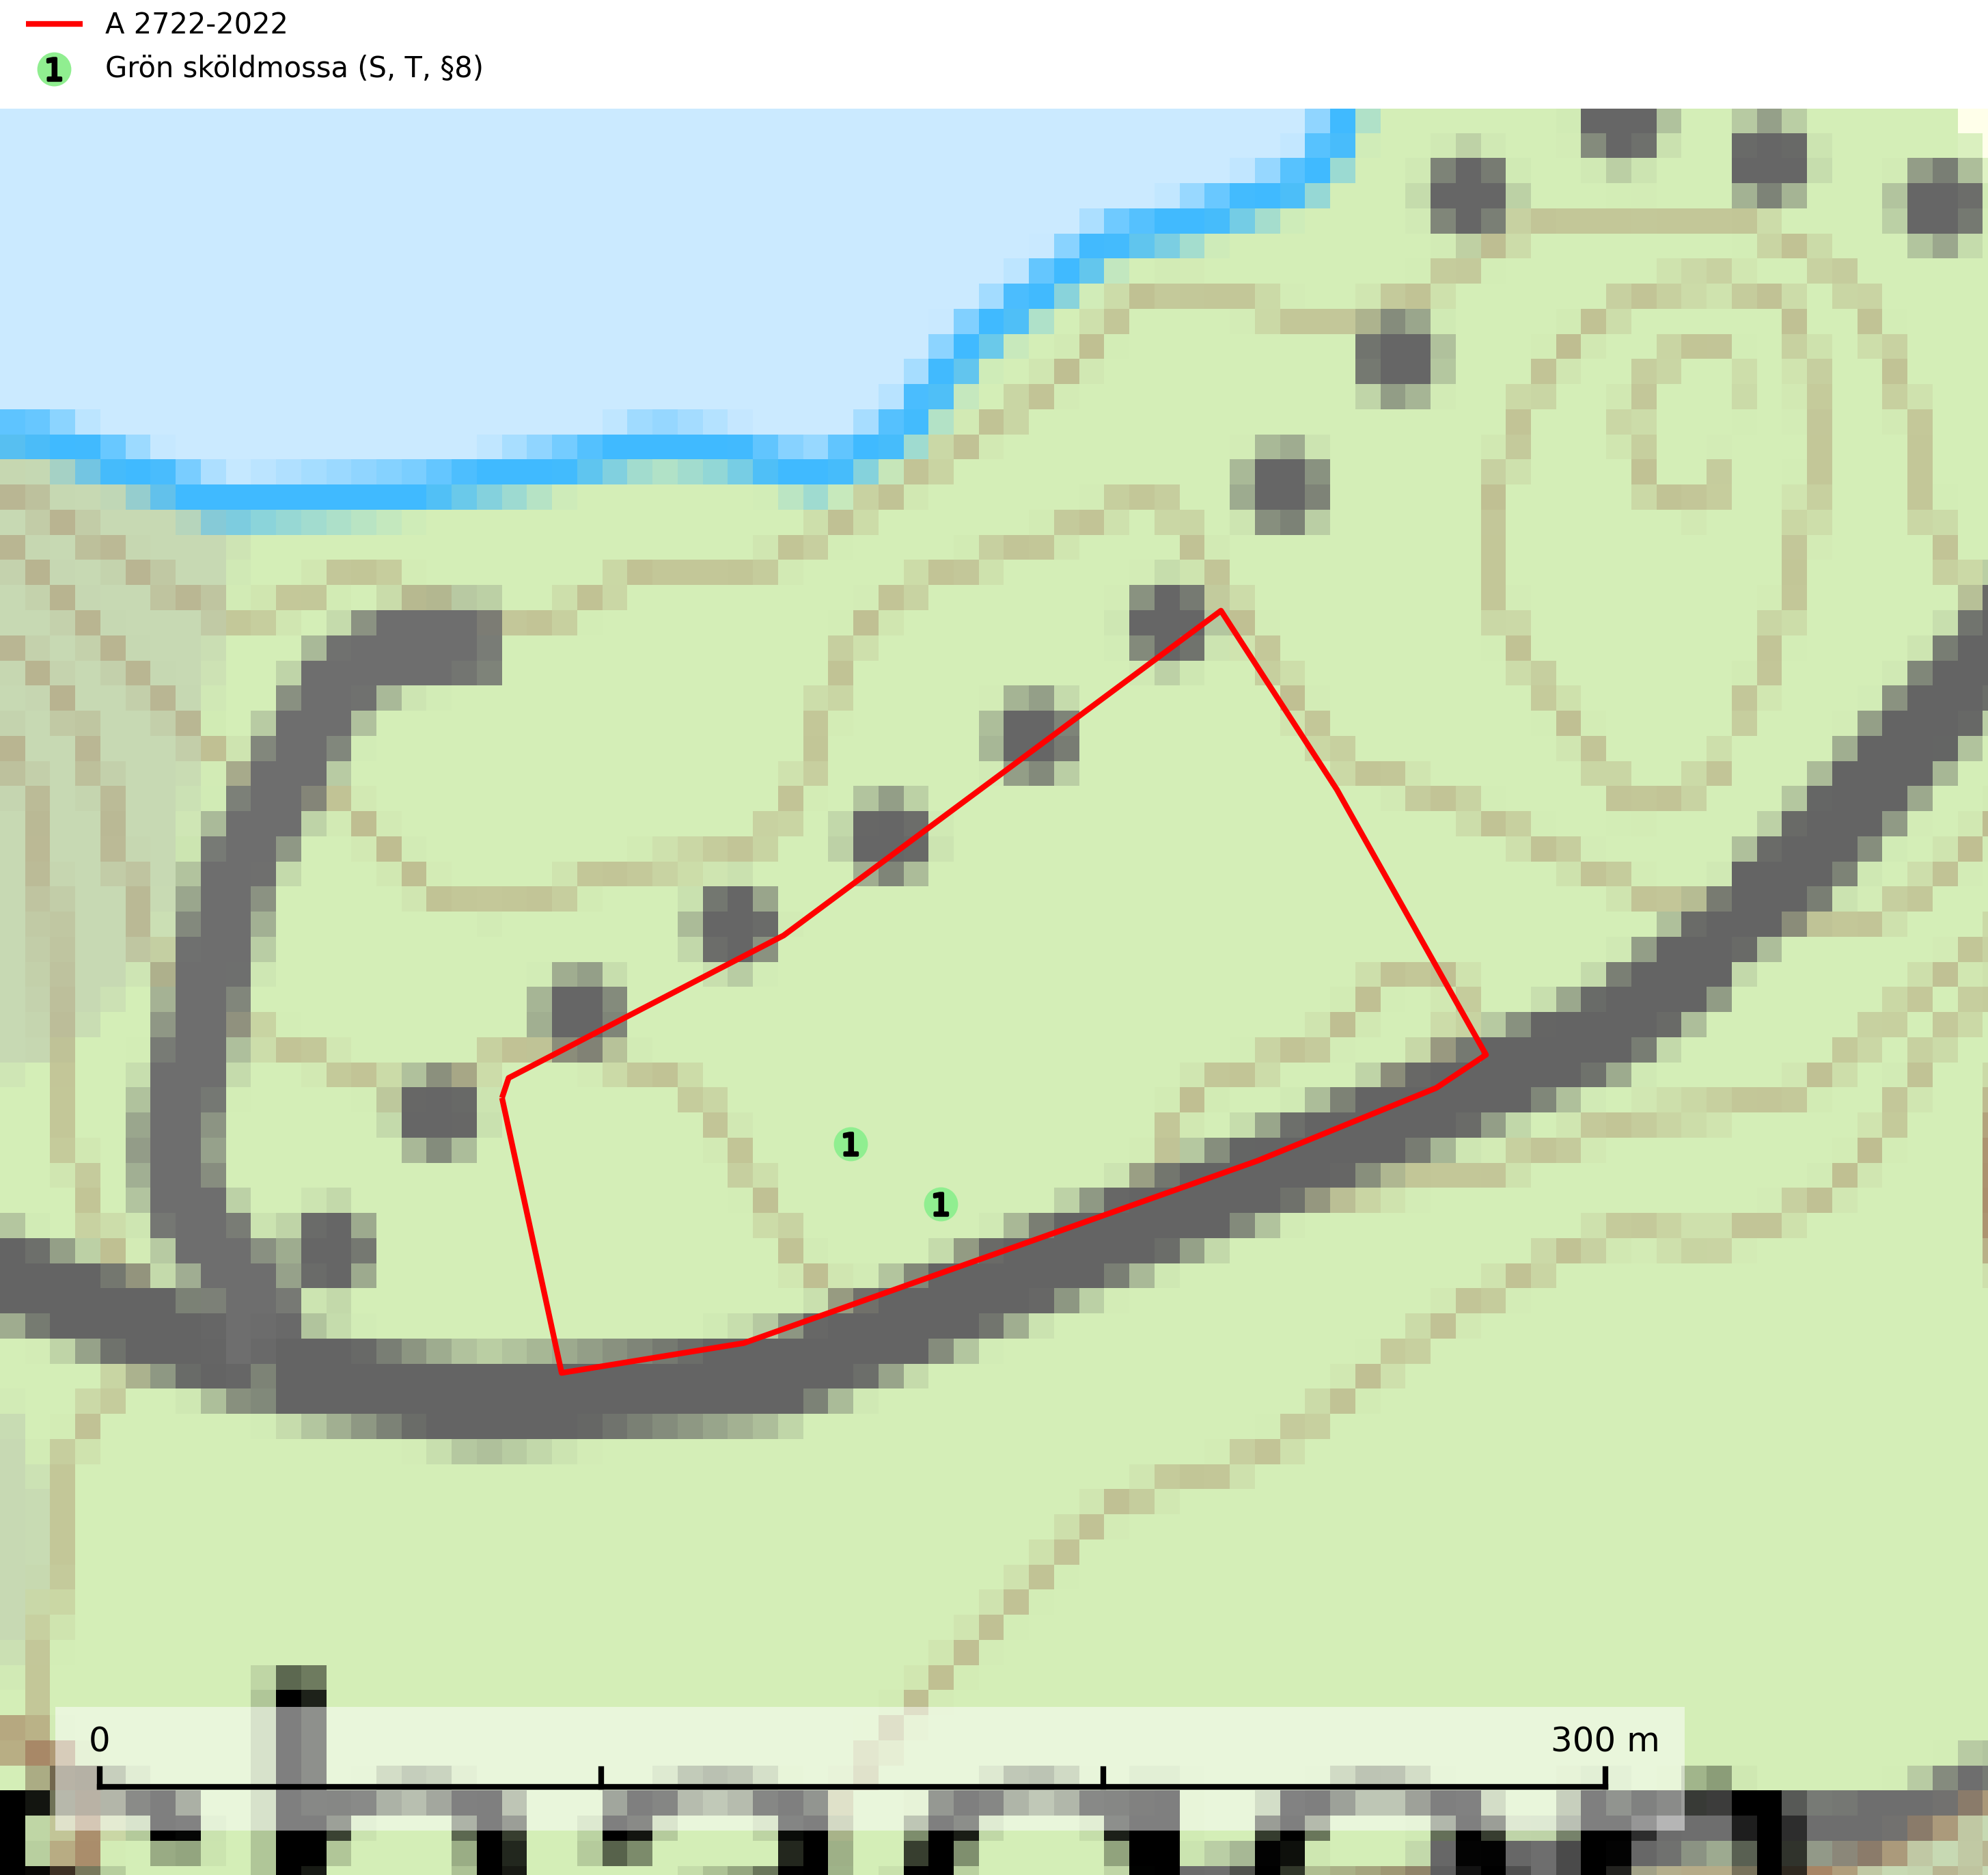 A 2722-2022
1 Grön sköldmossa (S, T, §8)
1
1
0 300 m